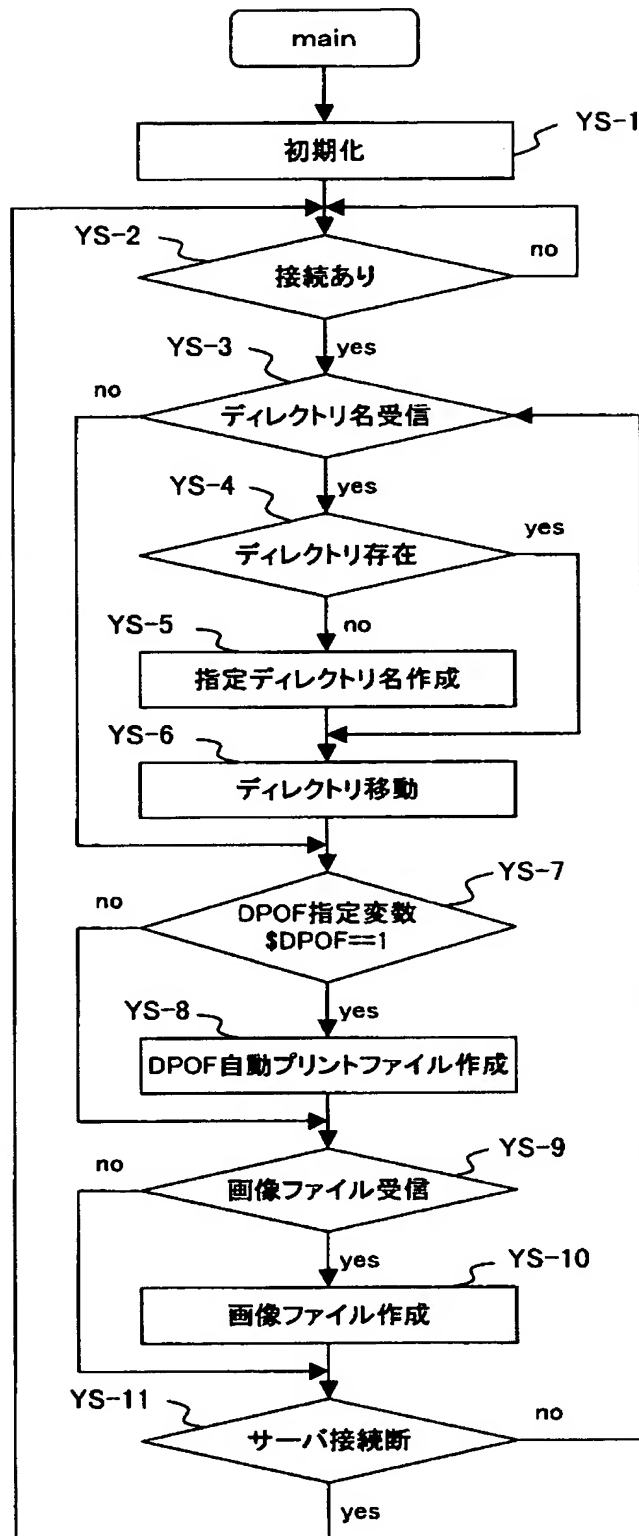 main
YS-1
初期化
YS-2
接続あり
no
YS-3
yes
no
ディレクトリ名受信
YS-4
yes
yes
ディレクトリ存在
YS-5
no
指定ディレクトリ名作成
YS-6
ディレクトリ移動
YS-7
no
DPOF指定変数
$DPOF==1
YS-8
yes
DPOF自動プリントファイル作成
YS-9
no
画像ファイル受信
yes
YS-10
画像ファイル作成
YS-11
no
サーバ接続断
yes